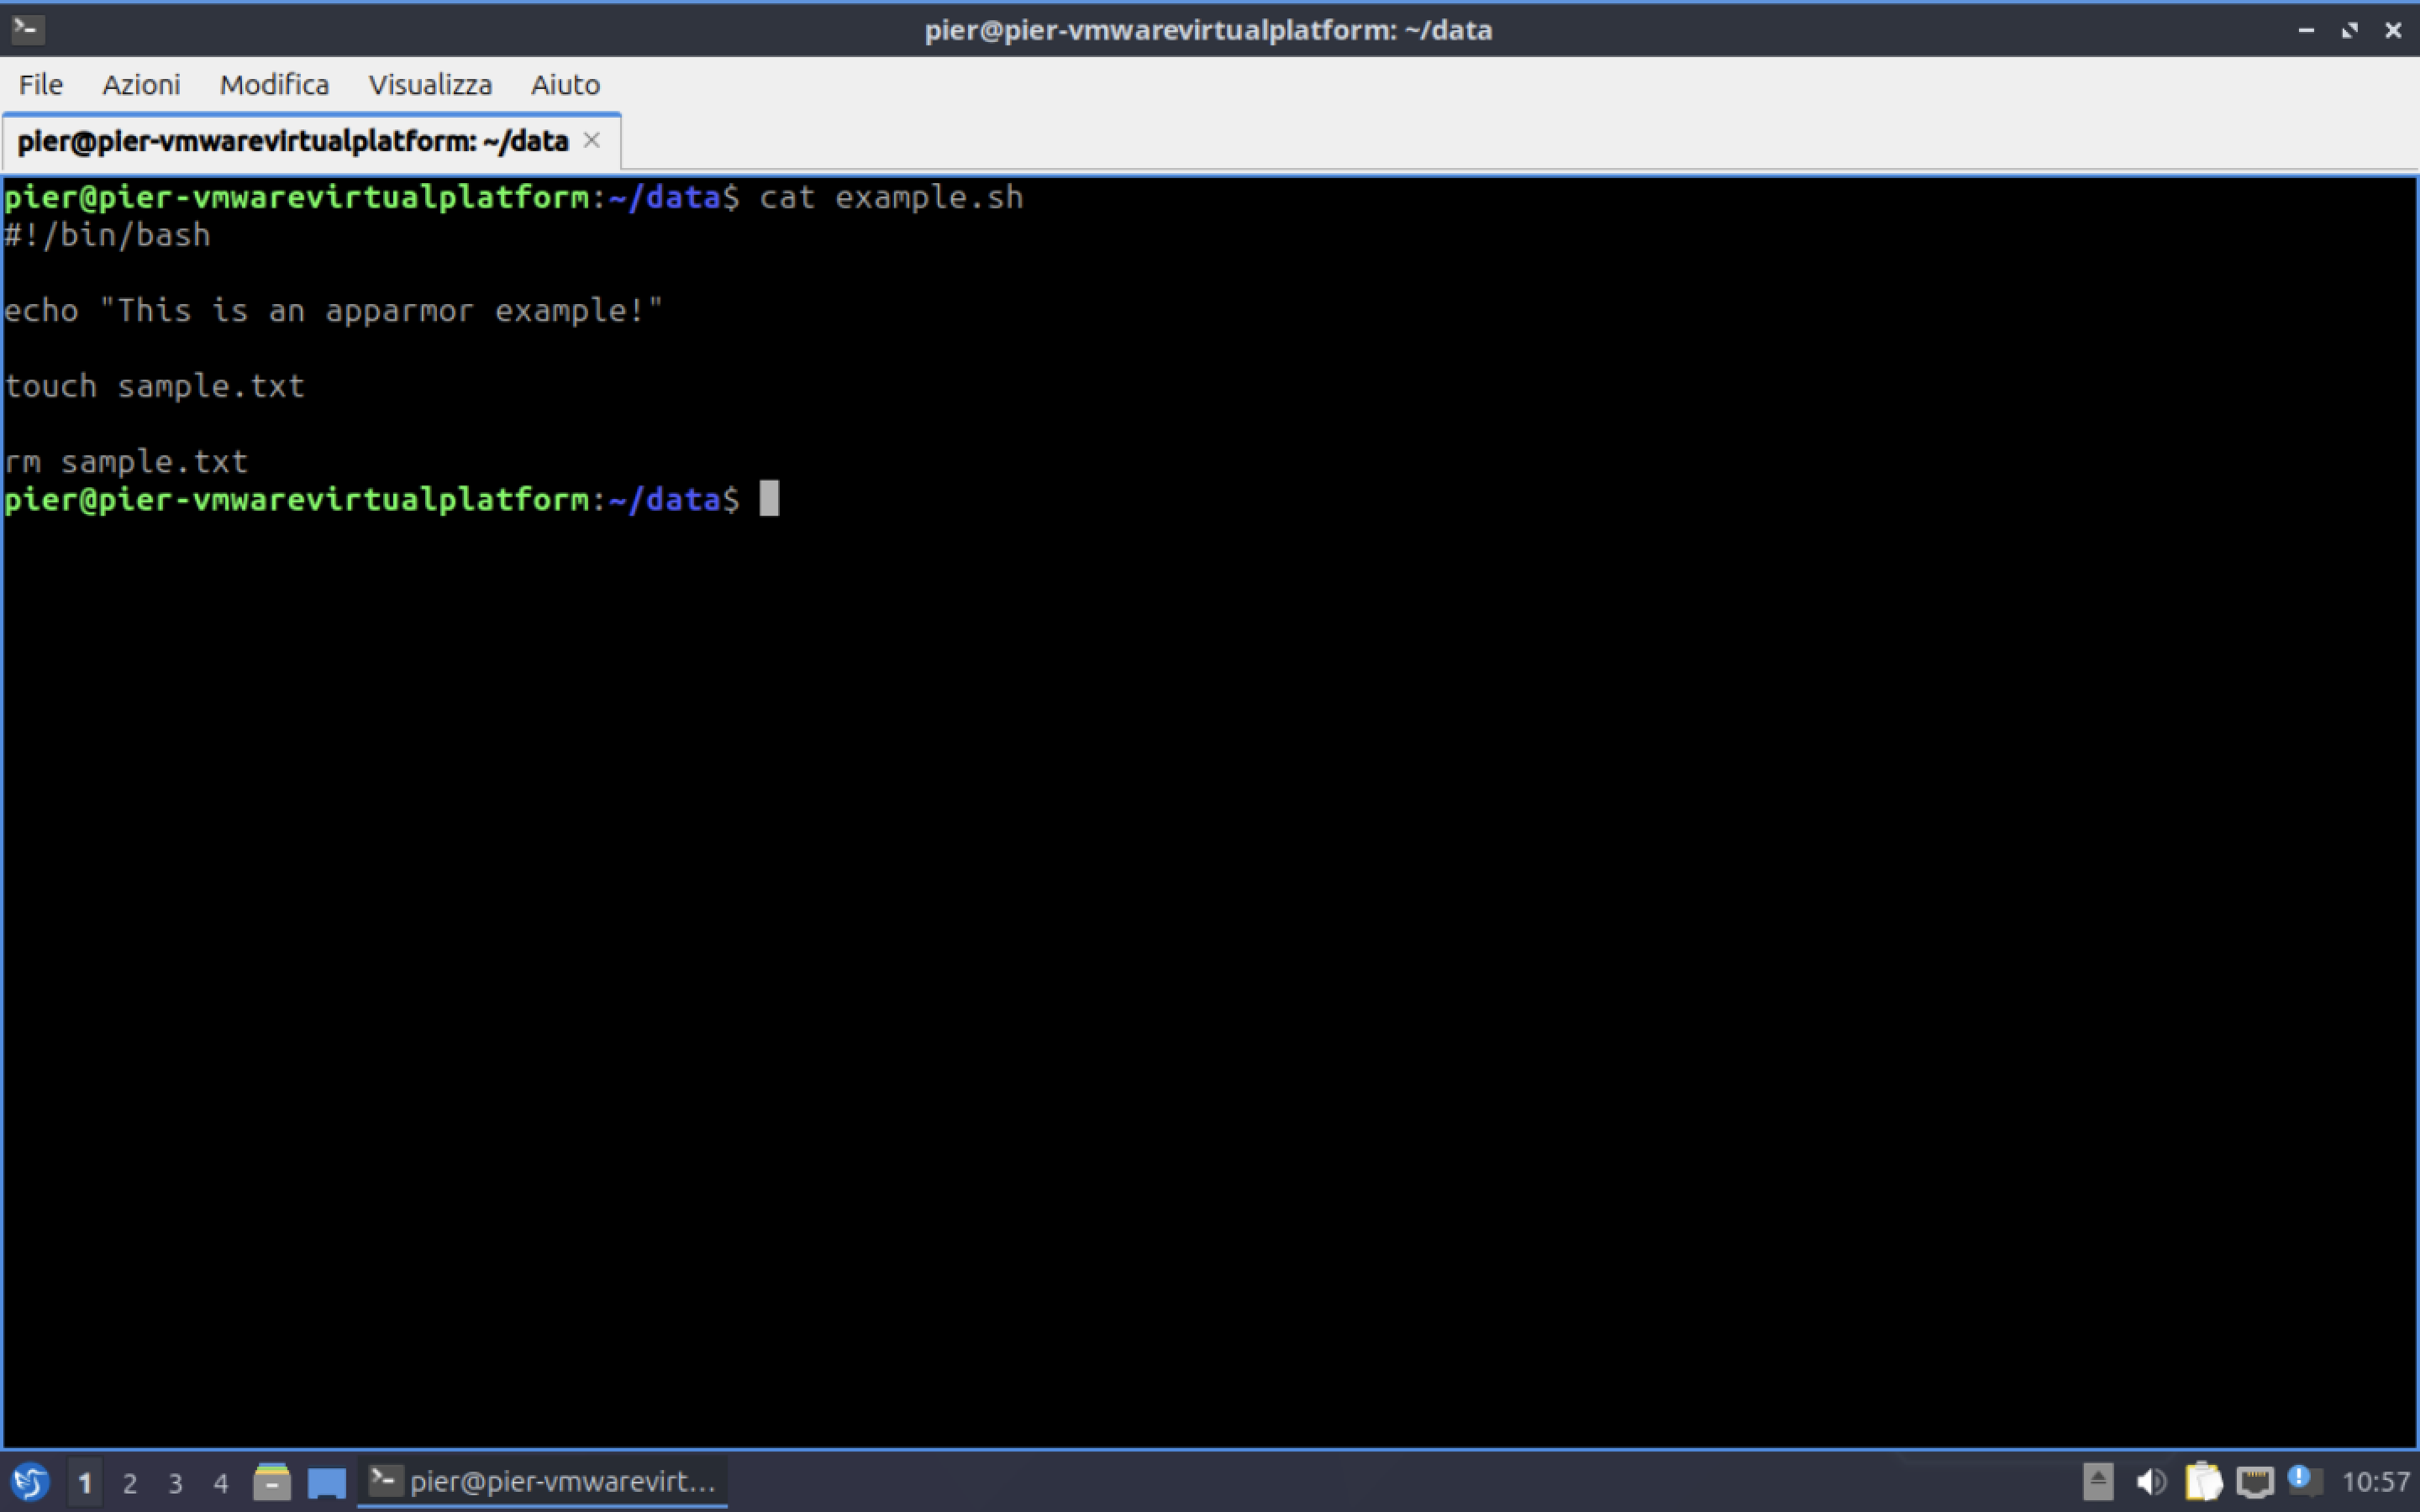 pier@pier-vmwarevirtualplatform: ~/data
File Azioni Modifica Visualizza Aiuto
pier@pier-vmwarevirtualplatform: ~/data
pier@pier-vmwarevirtualplatform:~/data$ cat example.sh
#!/bin/bash
echo "This is an apparmor example!"
touch sample.txt
rm sample.txt
pier@pier-vmwarevirtualplatform:~/data$
1 2 3 4 pier@pier-vmwarevirt... 10:57